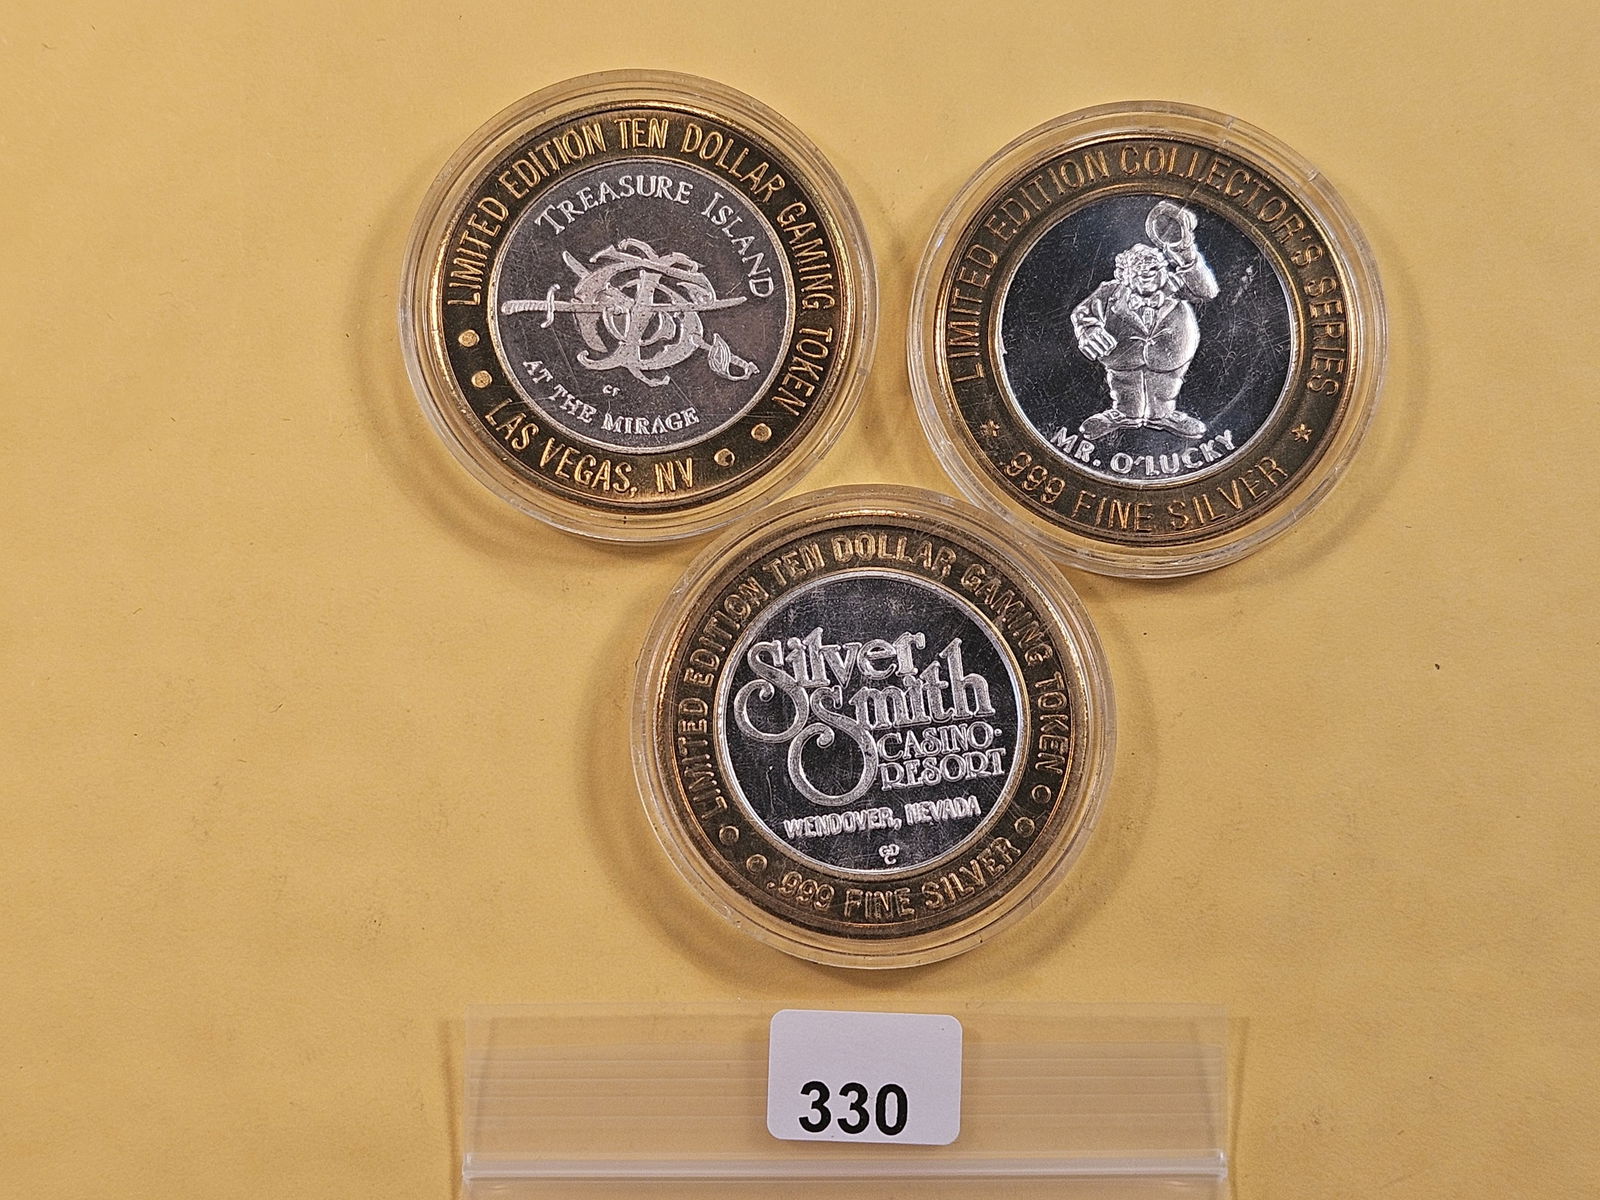 LIMITED EDITION TEN DOLLAR GAMING TOKEN
TREASURE ISLAND
CF
AT THE MIRAGE
LAS VEGAS, NV
LIMITED EDITION COLLECTOR'S SERIES
MR. O'LUCKY
.999 FINE SILVER
LIMITED EDITION TEN DOLLAR GAMING TOKEN
Silver
Smith
CASINO·
RESORT
WENDOVER, NEVADA
GDC
.999 FINE SILVER
330